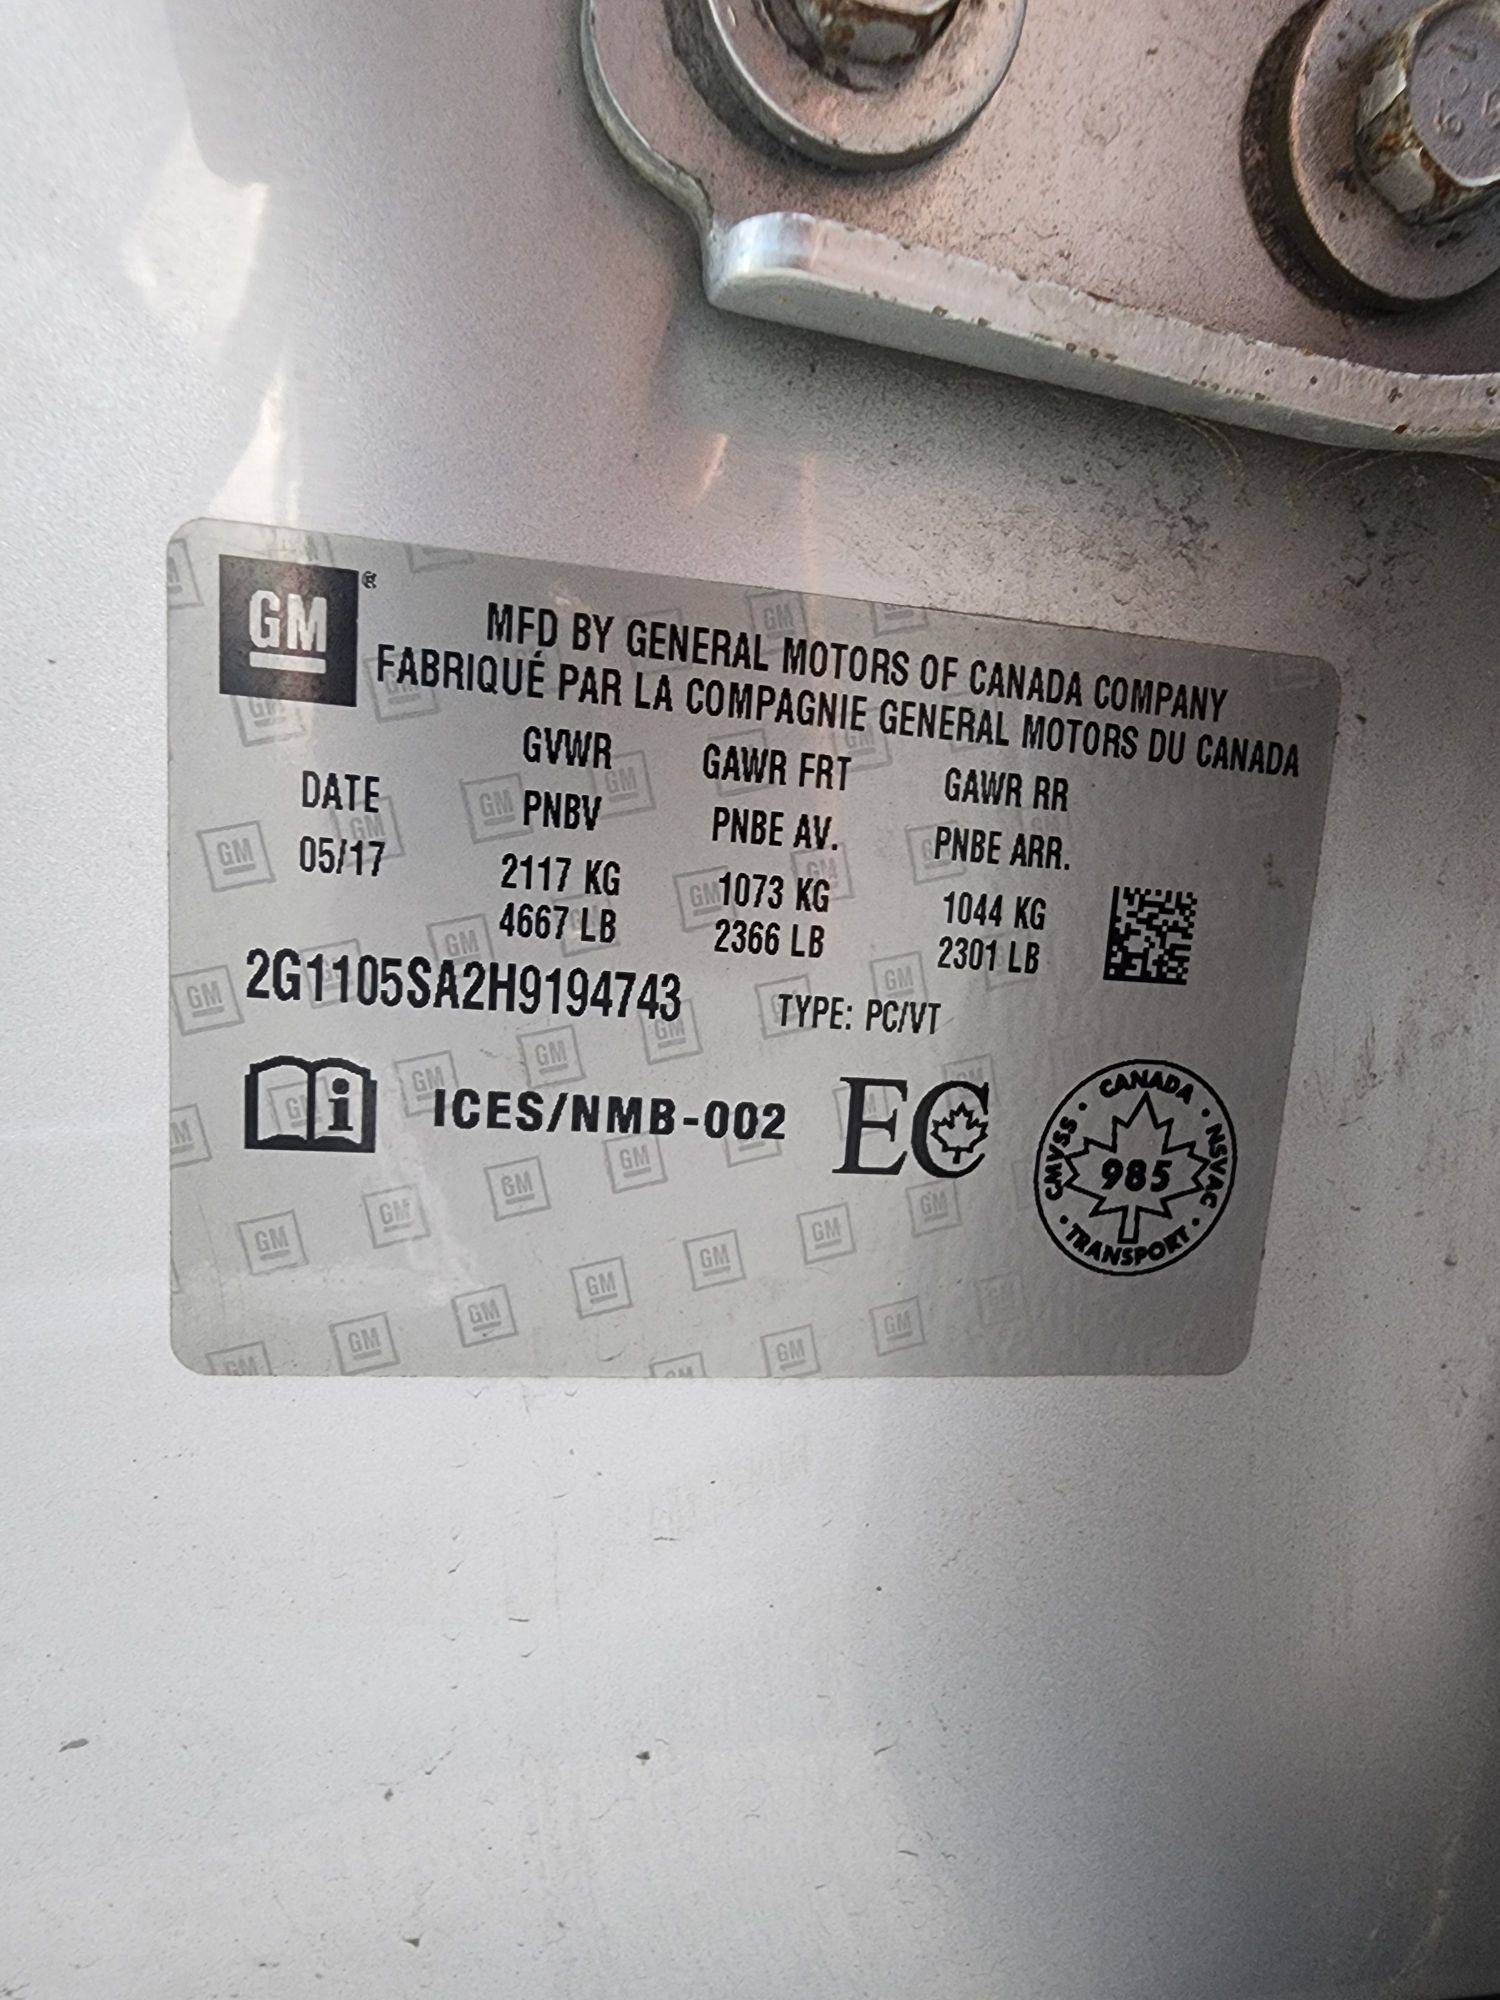 GM®
MFD BY GENERAL MOTORS OF CANADA COMPANY
FABRIQUÉ PAR LA COMPAGNIE GENERAL MOTORS DU CANADA
DATE
05/17
GVWR
PNBV
2117 KG
4667 LB
GAWR FRT
PNBE AV.
1073 KG
2366 LB
GAWR RR
PNBE ARR.
1044 KG
2301 LB
2G1105SA2H9194743
TYPE: PC/VT
i
ICES/NMB-002
EC
CANADA · NSVAC · TRANSPORT · CMVSS ·
985